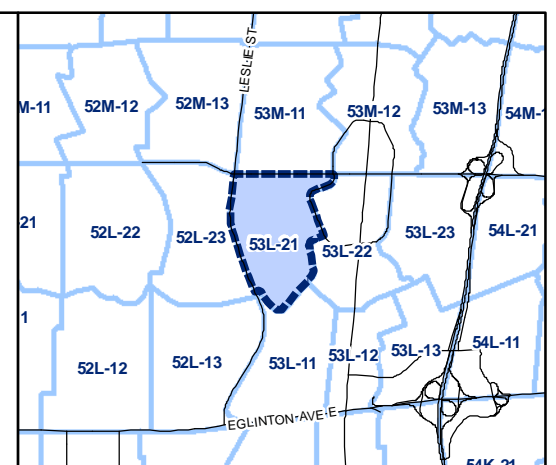 LESLIE ST
M-11
52M-12
52M-13
53M-11
53M-12
53M-13
54M-1
21
52L-22
52L-23
53L-21
53L-22
53L-23
54L-21
1
52L-12
52L-13
53L-11
53L-12
53L-13
54L-11
EGLINTON AVE E
54K-21